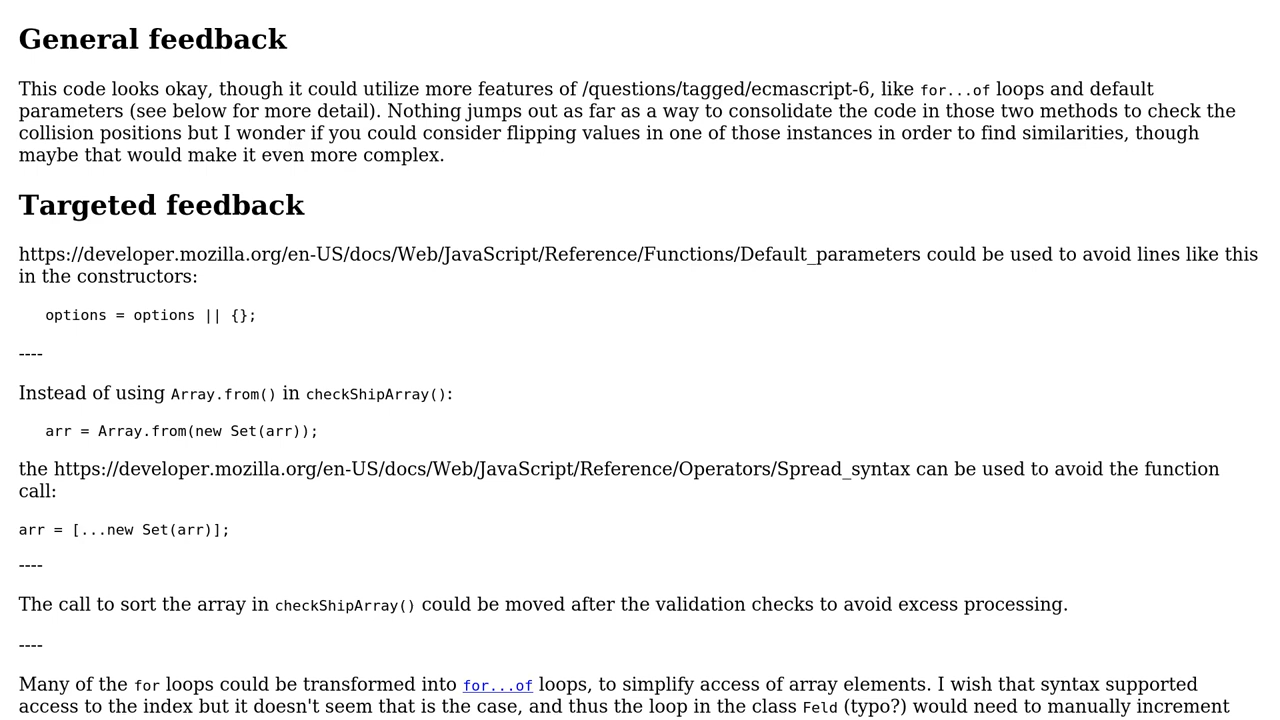 General feedback
This code looks okay, though it could utilize more features of /questions/tagged/ecmascript-6, like for...of loops and default
parameters (see below for more detail). Nothing jumps out as far as a way to consolidate the code in those two methods to check the
collision positions but I wonder if you could consider flipping values in one of those instances in order to find similarities, though
maybe that would make it even more complex.
Targeted feedback
https://developer.mozilla.org/en-US/docs/Web/JavaScript/Reference/Functions/Default_parameters could be used to avoid lines like this
in the constructors:
options = options || {};
----
Instead of using Array.from() in checkShipArray():
arr = Array.from(new Set(arr));
the https://developer.mozilla.org/en-US/docs/Web/JavaScript/Reference/Operators/Spread_syntax can be used to avoid the function
call:
arr = [...new Set(arr)];
----
The call to sort the array in checkShipArray() could be moved after the validation checks to avoid excess processing.
----
Many of the for loops could be transformed into for...of loops, to simplify access of array elements. I wish that syntax supported
access to the index but it doesn't seem that is the case, and thus the loop in the class Feld (typo?) would need to manually increment